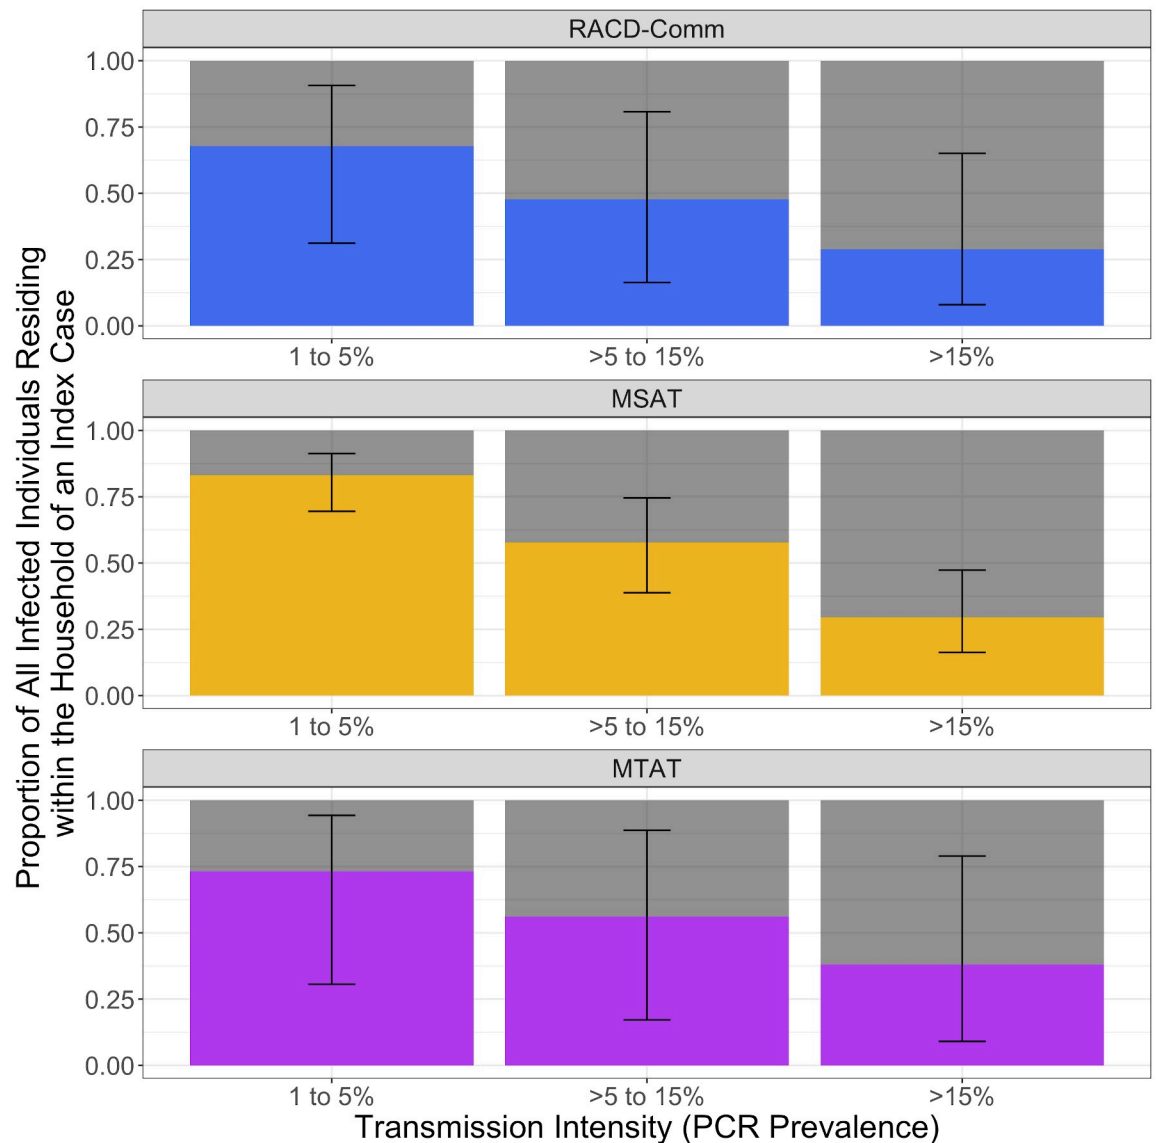 Proportion of All Infected Individuals Residing
within the Household of an Index Case
RACD-Comm
1.00
0.75
0.50
0.25
0.00
1 to 5%
>5 to 15%
>15%
MSAT
1.00
0.75
0.50
0.25
0.00
1 to 5%
>5 to 15%
>15%
MTAT
1.00
0.75
0.50
0.25
0.00
1 to 5%
>5 to 15%
>15%
Transmission Intensity (PCR Prevalence)